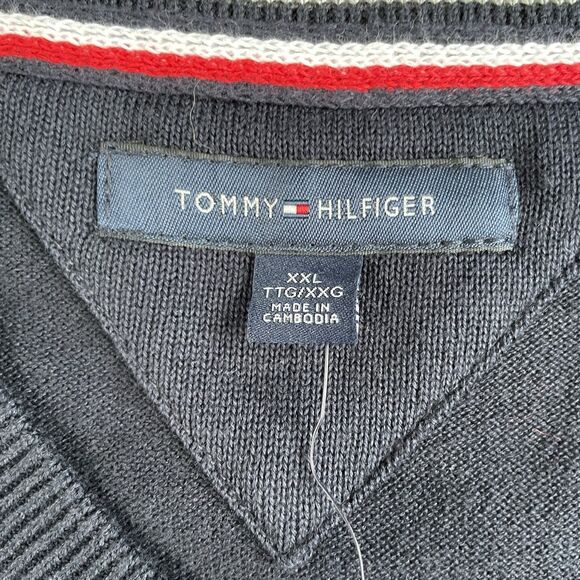 TOMMY HILFIGER
XXL
TTG/XXG
MADE IN
CAMBODIA